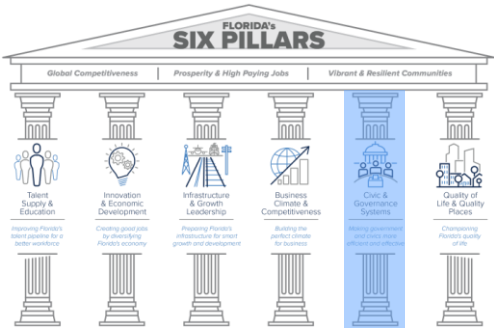 FLORIDA's
SIX PILLARS
Global Competitiveness | Prosperity & High Paying Jobs | Vibrant & Resilient Communities
Talent
Supply &
Education
Improving Florida's
talent pipeline for a
better workforce
Innovation
& Economic
Development
Creating good jobs
by diversifying
Florida's economy
Infrastructure
& Growth
Leadership
Preparing Florida's
infrastructure for smart
growth and development
Business
Climate &
Competitiveness
Building the
perfect climate
for business
Civic &
Governance
Systems
Making government
and civics more
efficient and effective
Quality of
Life & Quality
Places
Championing
Florida's quality
of life